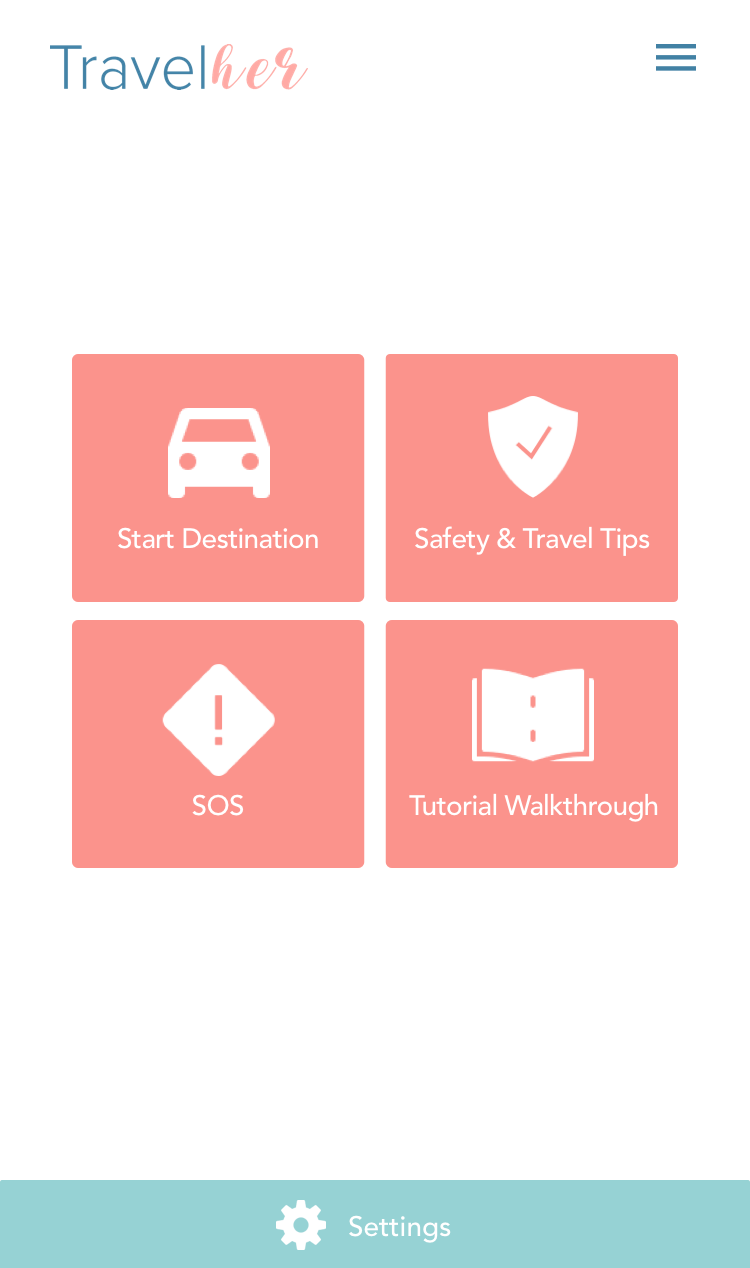 Travelher
Start Destination
Safety & Travel Tips
SOS
Tutorial Walkthrough
Settings